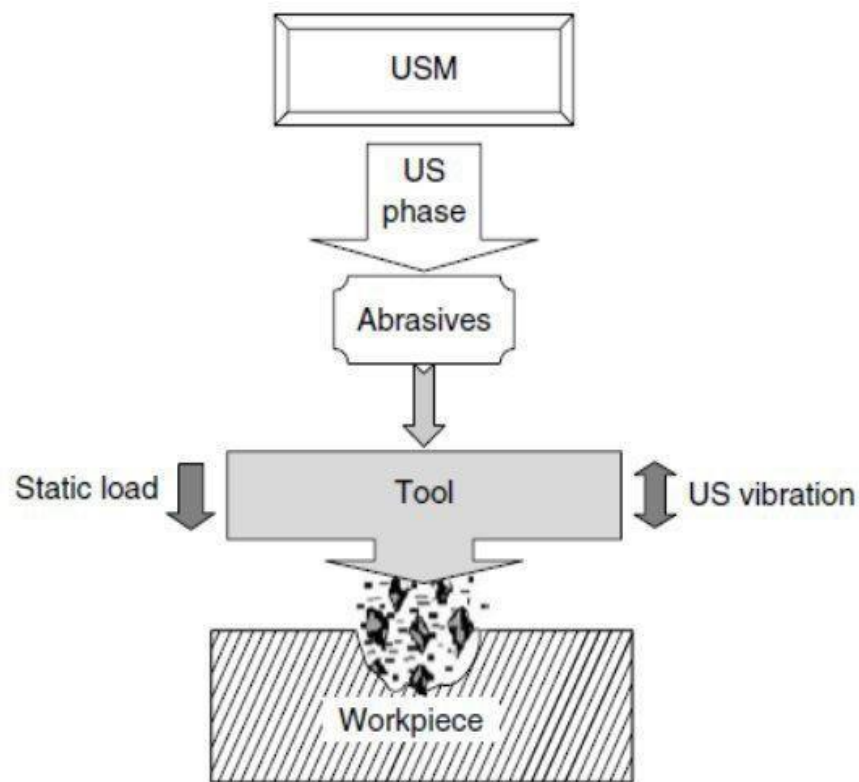 USM
US
phase
Abrasives
Static load
Tool
US vibration
Workpiece